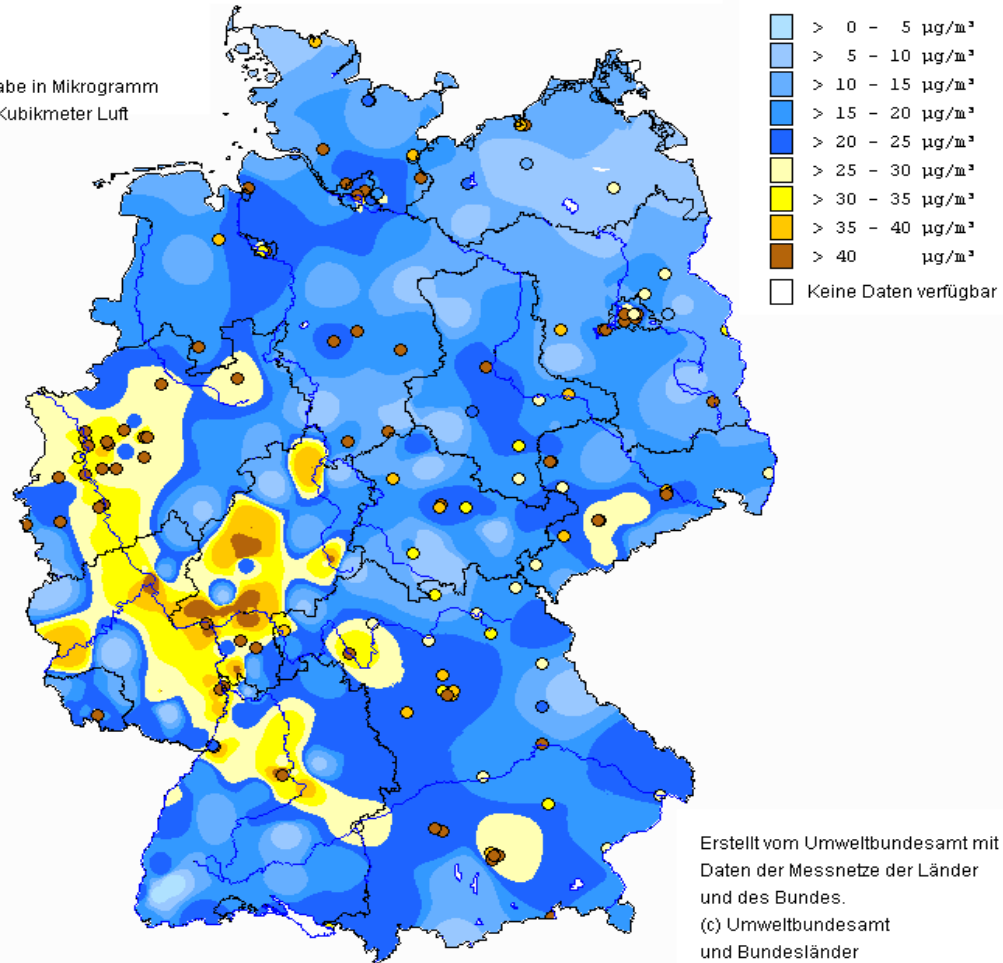 abe in Mikrogramm
Kubikmeter Luft
> 0 - 5 µg/m³
> 5 - 10 µg/m³
> 10 - 15 µg/m³
> 15 - 20 µg/m³
> 20 - 25 µg/m³
> 25 - 30 µg/m³
> 30 - 35 µg/m³
> 35 - 40 µg/m³
> 40 µg/m³
Keine Daten verfügbar
Erstellt vom Umweltbundesamt mit
Daten der Messnetze der Länder
und des Bundes.
(c) Umweltbundesamt
und Bundesländer